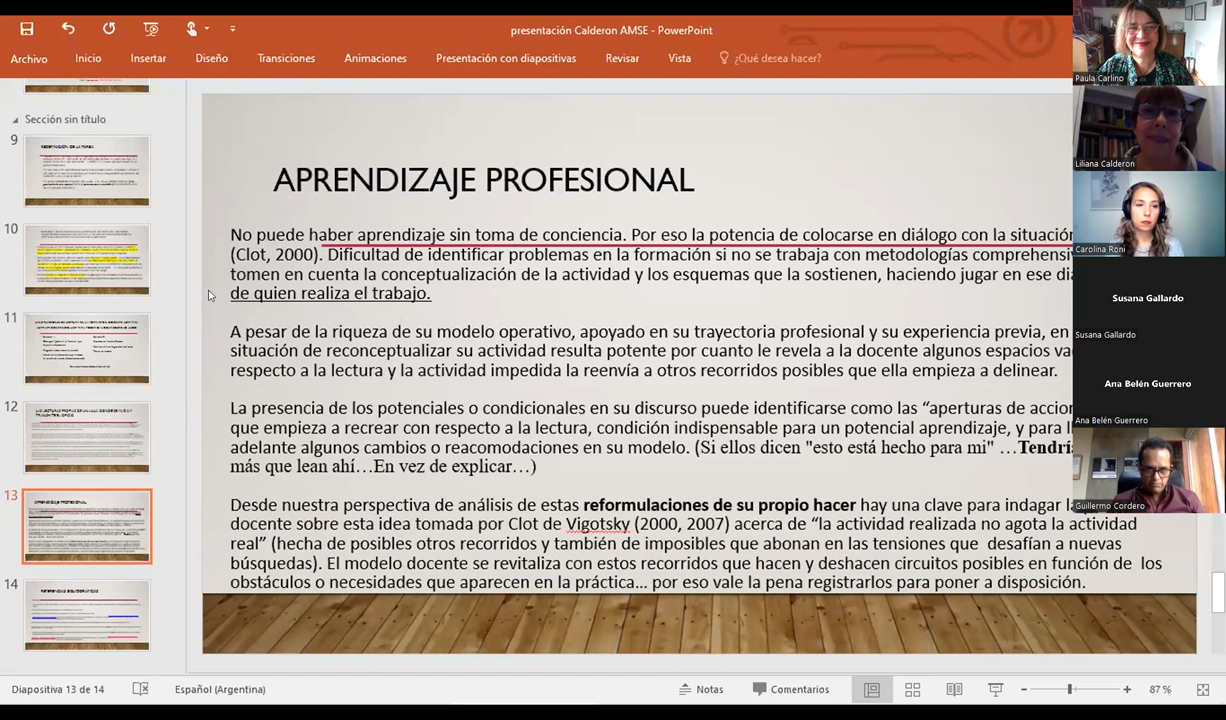 presentación Calderon AMSE - PowerPoint
Archivo
Inicio
Insertar
Diseño
Transiciones
Animaciones
Presentación con diapositivas
Revisar
Vista
¿Qué desea hacer?
Sección sin título
9
10
11
12
13
14
APRENDIZAJE PROFESIONAL
No puede haber aprendizaje sin toma de conciencia. Por eso la potencia de colocarse en diálogo con la situación
(Clot, 2000). Dificultad de identificar problemas en la formación si no se trabaja con metodologías
tomen en cuenta la conceptualización de la actividad y los esquemas que la sostienen, haciendo jugar en ese
de quien realiza el trabajo.
A pesar de la riqueza de su modelo operativo, apoyado en su trayectoria profesional y su experiencia previa, en
situación de reconceptualizar su actividad resulta potente por cuanto le revela a la docente algunos espacios
respecto a la lectura y la actividad impedida la reenvía a otros recorridos posibles que ella empieza a delinear.
La presencia de los potenciales o condicionales en su discurso puede identificarse como las “aperturas de
que empieza a recrear con respecto a la lectura, condición indispensable para un potencial aprendizaje, y para
adelante algunos cambios o reacomodaciones en su modelo. (Si ellos dicen "esto está hecho para mi" …
más que lean ahí…En vez de explicar…)
Desde nuestra perspectiva de análisis de estas reformulaciones de su propio hacer hay una clave para indagar
docente sobre esta idea tomada por Clot de Vigotsky (2000, 2007) acerca de “la actividad realizada no agota la actividad
real” (hecha de posibles otros recorridos y también de imposibles que abonan en las tensiones que desafían a nuevas
búsquedas). El modelo docente se revitaliza con estos recorridos que hacen y deshacen circuitos posibles en función de los
obstáculos o necesidades que aparecen en la práctica… por eso vale la pena registrarlos para poner a disposición.
Paula Carlino
Liliana Calderon
Carolina Roni
Susana Gallardo
Susana Gallardo
Ana Belén Guerrero
Ana Belén Guerrero
Guillermo Cordero
Diapositiva 13 de 14
Español (Argentina)
Notas
Comentarios
87 %